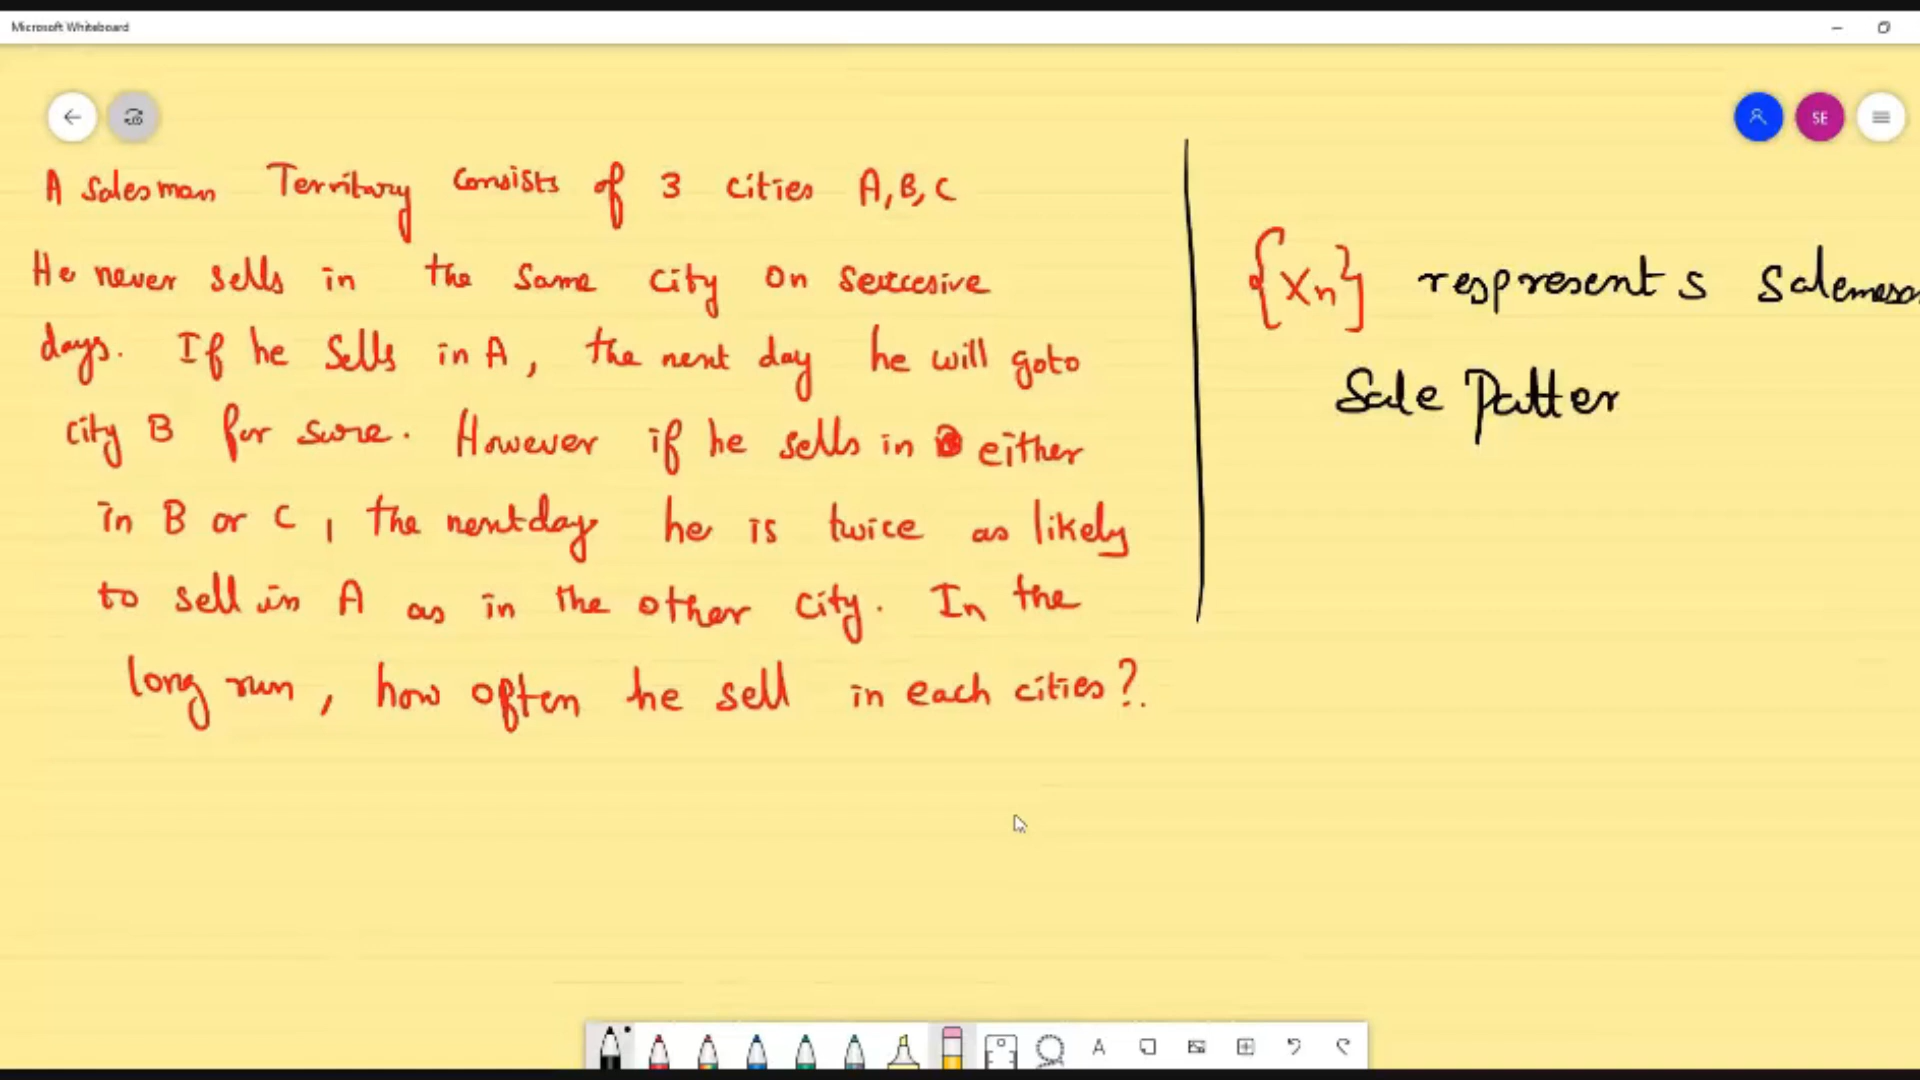 Microsoft Whiteboard
SE
A Salesman Territory Consists of 3 cities A,B,C
He never sells in the same city on
days. If he sells in A, the next day he will goto
city B for sure. However if he sells in either
in B or C, the nextday he is twice as likely
to sell in A as in the other city. In the
long run, how often he sell in each cities?.
{Xn} respresents
Sale Patter
A